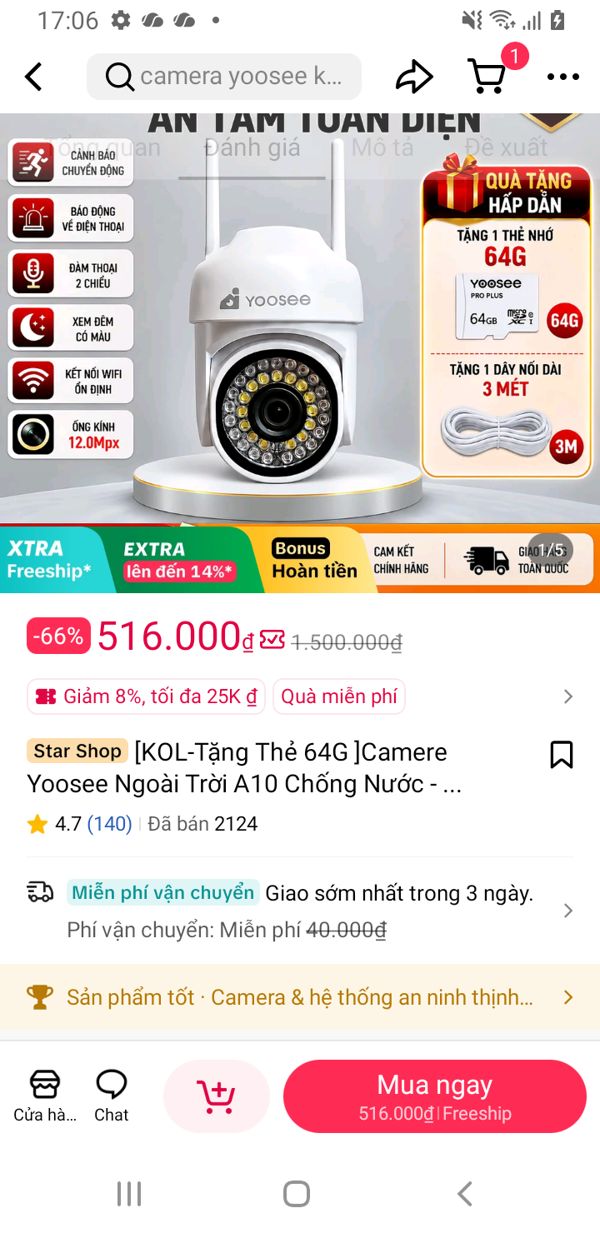 17:06
1
camera yoosee k...
AN TÂM TOÀN DIỆN
Tổng quan
Đánh giá
Mô tả
Đề xuất
CẢNH BÁO
CHUYỂN ĐỘNG
BÁO ĐỘNG
VỀ ĐIỆN THOẠI
ĐÀM THOẠI
2 CHIỀU
XEM ĐÊM
CÓ MÀU
KẾT NỐI WIFI
ỔN ĐỊNH
ỐNG KÍNH
12.0Mpx
YOOSEE
QUÀ TẶNG
HẤP DẪN
TẶNG 1 THẺ NHỚ
64G
YOOSEE
PRO PLUS
64GB
microSD XC I
64G
TẶNG 1 DÂY NỐI DÀI
3 MÉT
3M
XTRA
Freeship*
EXTRA
lên đến 14%*
Bonus
Hoàn tiền
CAM KẾT
CHÍNH HÃNG
GIAO HÀNG
TOÀN QUỐC
1/5
-66% 516.000₫ 1.500.000₫
Giảm 8%, tối đa 25K ₫
Quà miễn phí
Star Shop [KOL-Tặng Thẻ 64G ]Camere
Yoosee Ngoài Trời A10 Chống Nước - ...
4.7 (140) Đã bán 2124
Miễn phí vận chuyển Giao sớm nhất trong 3 ngày.
Phí vận chuyển: Miễn phí 40.000₫
Sản phẩm tốt · Camera & hệ thống an ninh thịnh...
Cửa hà...
Chat
Mua ngay
516.000₫ | Freeship